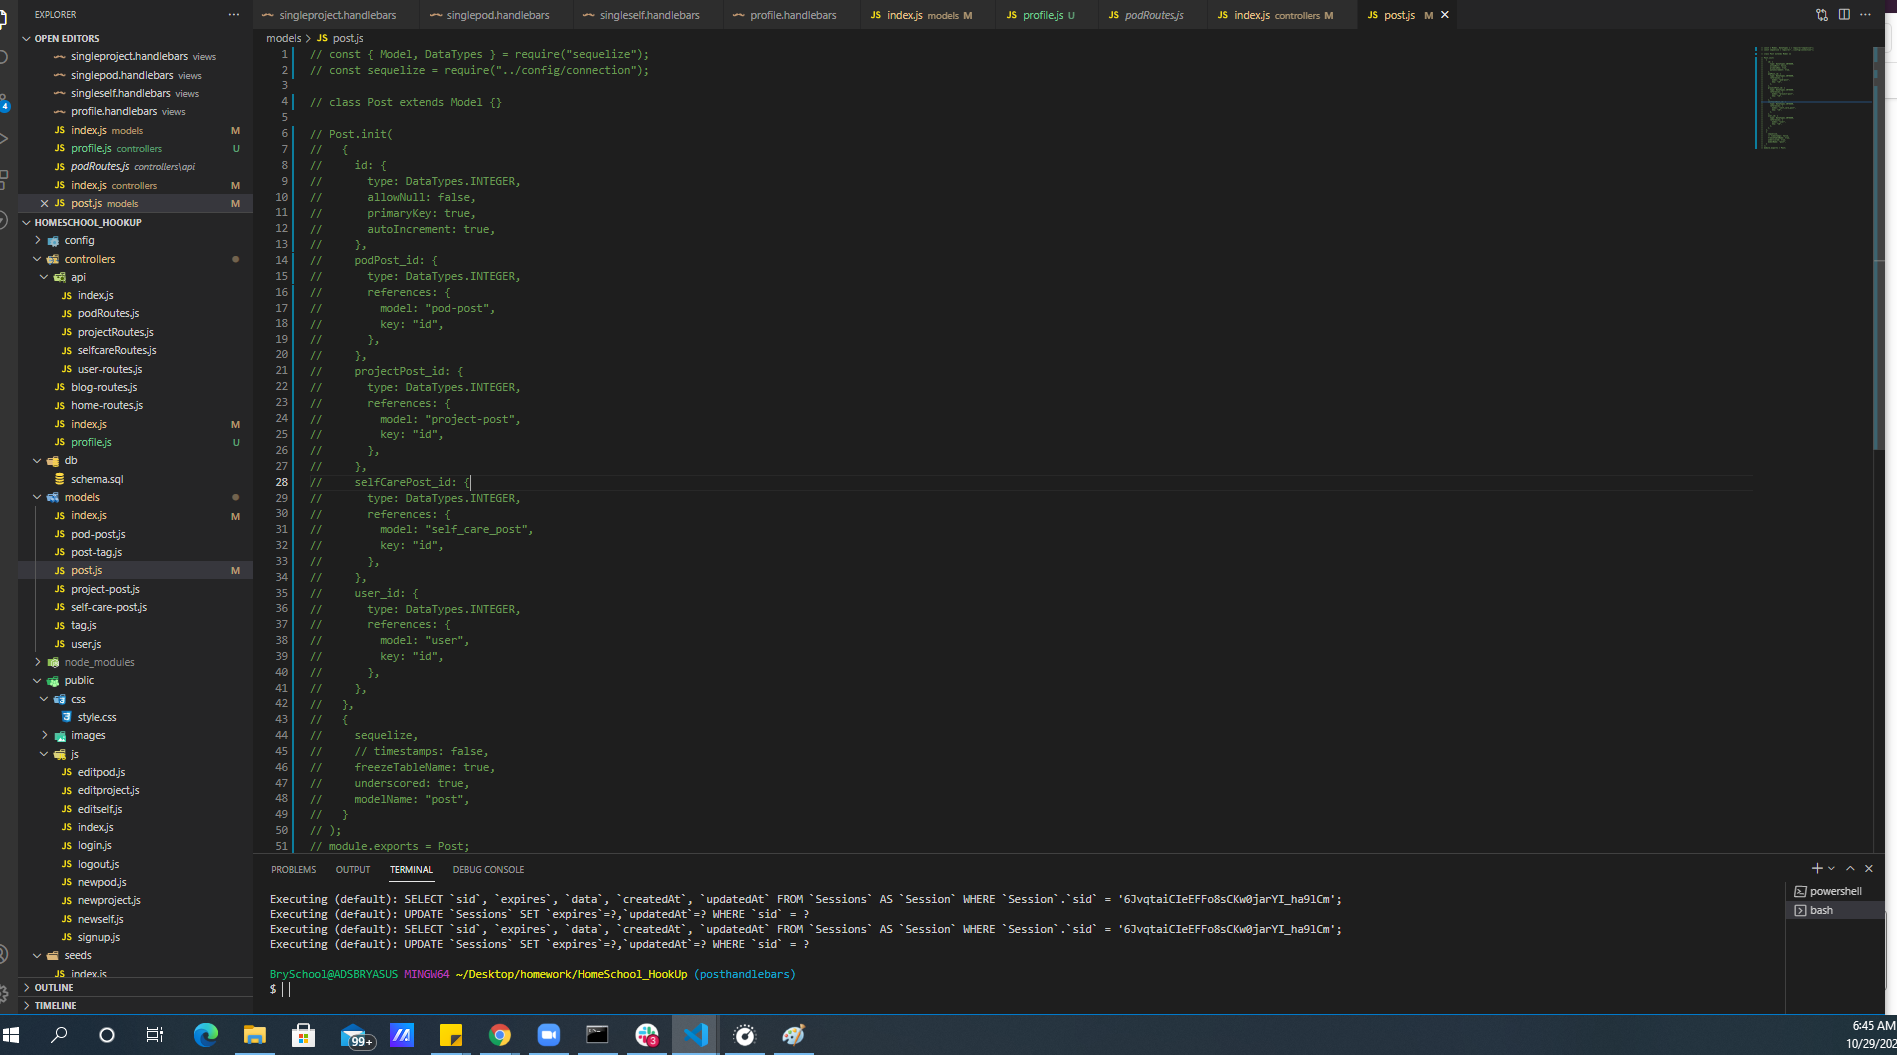 EXPLORER
OPEN EDITORS
singleproject.handlebars views
singlepod.handlebars views
singleself.handlebars views
profile.handlebars views
JS index.js models M
JS profile.js controllers U
JS podRoutes.js controllers\api
JS index.js controllers M
JS post.js models M
HOMESCHOOL_HOOKUP
config
controllers
api
JS index.js
JS podRoutes.js
JS projectRoutes.js
JS selfcareRoutes.js
JS user-routes.js
JS blog-routes.js
JS home-routes.js
JS index.js M
JS profile.js U
db
schema.sql
models
JS index.js M
JS pod-post.js
JS post-tag.js
JS post.js M
JS project-post.js
JS self-care-post.js
JS tag.js
JS user.js
node_modules
public
css
style.css
images
js
JS editpod.js
JS editproject.js
JS editself.js
JS index.js
JS login.js
JS logout.js
JS newpod.js
JS newproject.js
JS newself.js
JS signup.js
seeds
JS index.js
OUTLINE
TIMELINE
4
singleproject.handlebars singlepod.handlebars singleself.handlebars profile.handlebars JS index.js models M JS profile.js U JS podRoutes.js JS index.js controllers M JS post.js M
models > JS post.js
1 // const { Model, DataTypes } = require("sequelize");
2 // const sequelize = require("../config/connection");
3
4 // class Post extends Model {}
5
6 // Post.init(
7 //   {
8 //     id: {
9 //       type: DataTypes.INTEGER,
10 //       allowNull: false,
11 //       primaryKey: true,
12 //       autoIncrement: true,
13 //     },
14 //     podPost_id: {
15 //       type: DataTypes.INTEGER,
16 //       references: {
17 //         model: "pod-post",
18 //         key: "id",
19 //       },
20 //     },
21 //     projectPost_id: {
22 //       type: DataTypes.INTEGER,
23 //       references: {
24 //         model: "project-post",
25 //         key: "id",
26 //       },
27 //     },
28 //     selfCarePost_id: {
29 //       type: DataTypes.INTEGER,
30 //       references: {
31 //         model: "self_care_post",
32 //         key: "id",
33 //       },
34 //     },
35 //     user_id: {
36 //       type: DataTypes.INTEGER,
37 //       references: {
38 //         model: "user",
39 //         key: "id",
40 //       },
41 //     },
42 //   },
43 //   {
44 //     sequelize,
45 //     // timestamps: false,
46 //     freezeTableName: true,
47 //     underscored: true,
48 //     modelName: "post",
49 //   }
50 // );
51 // module.exports = Post;
PROBLEMS OUTPUT TERMINAL DEBUG CONSOLE
Executing (default): SELECT `sid`, `expires`, `data`, `createdAt`, `updatedAt` FROM `Sessions` AS `Session` WHERE `Session`.`sid` = '6JvqtaiCIeEFFo8sCKw0jarYI_ha9lCm';
Executing (default): UPDATE `Sessions` SET `expires`=?,`updatedAt`=? WHERE `sid` = ?
Executing (default): SELECT `sid`, `expires`, `data`, `createdAt`, `updatedAt` FROM `Sessions` AS `Session` WHERE `Session`.`sid` = '6JvqtaiCIeEFFo8sCKw0jarYI_ha9lCm';
Executing (default): UPDATE `Sessions` SET `expires`=?,`updatedAt`=? WHERE `sid` = ?
BrySchool@ADSBRYASUS MINGW64 ~/Desktop/homework/HomeSchool_HookUp (posthandlebars)
$
powershell
bash
99+
3
6:45 AM
10/29/202